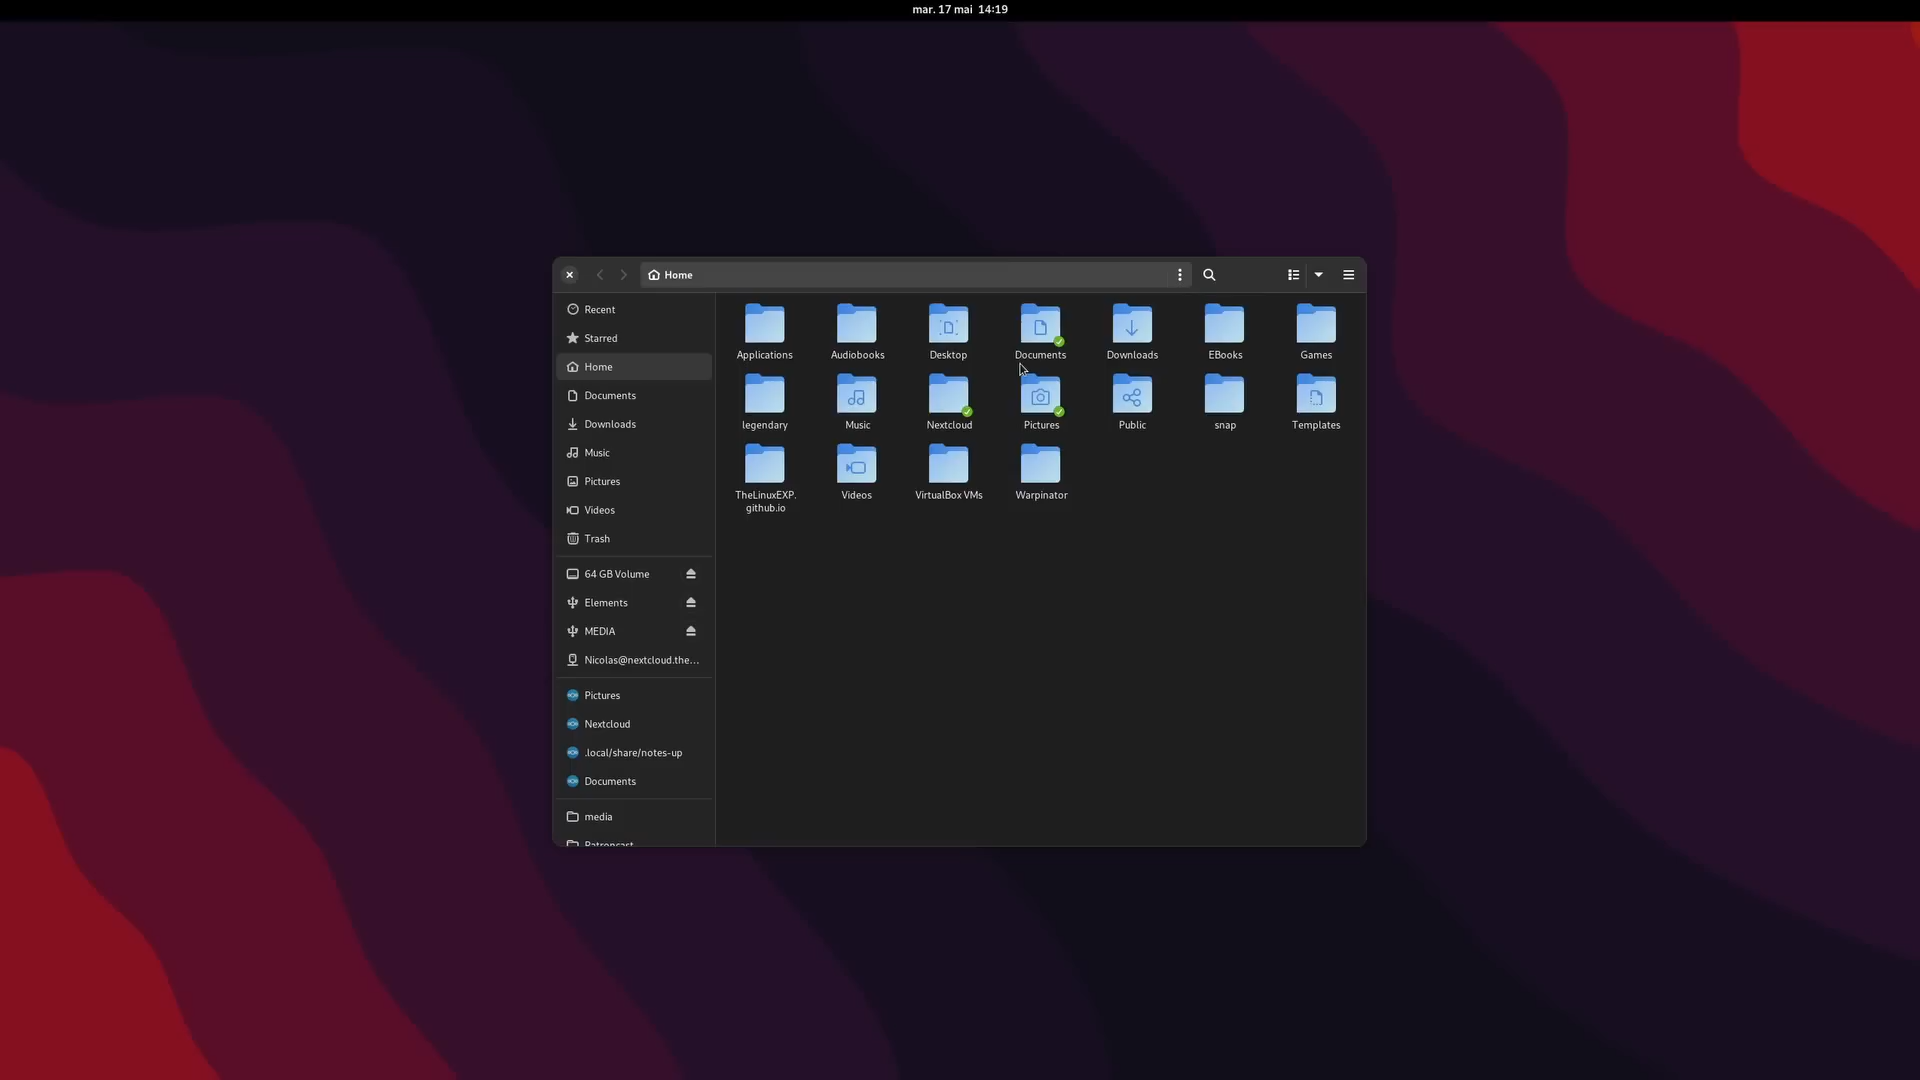 mar. 17 mai 14:19
Home
Recent
Starred
Home
Documents
Downloads
Music
Pictures
Videos
Trash
64 GB Volume
Elements
MEDIA
Nicolas@nextcloud.the...
Pictures
Nextcloud
.local/share/notes-up
Documents
media
Patroncast
Applications Audiobooks Desktop Documents Downloads EBooks Games
legendary Music Nextcloud Pictures Public snap Templates
TheLinuxEXP. Videos VirtualBox VMs Warpinator
github.io